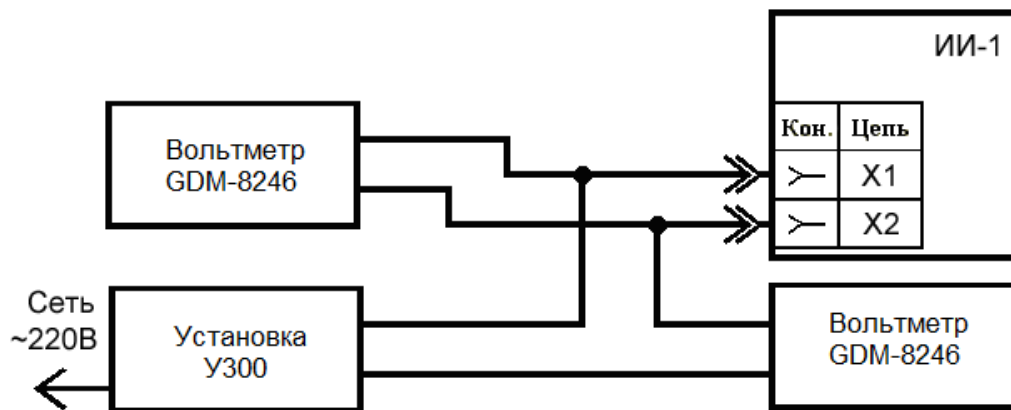 ИИ-1
Кон. Цепь
X1
X2
Вольтметр
GDM-8246
Сеть
~220В
Установка
У300
Вольтметр
GDM-8246